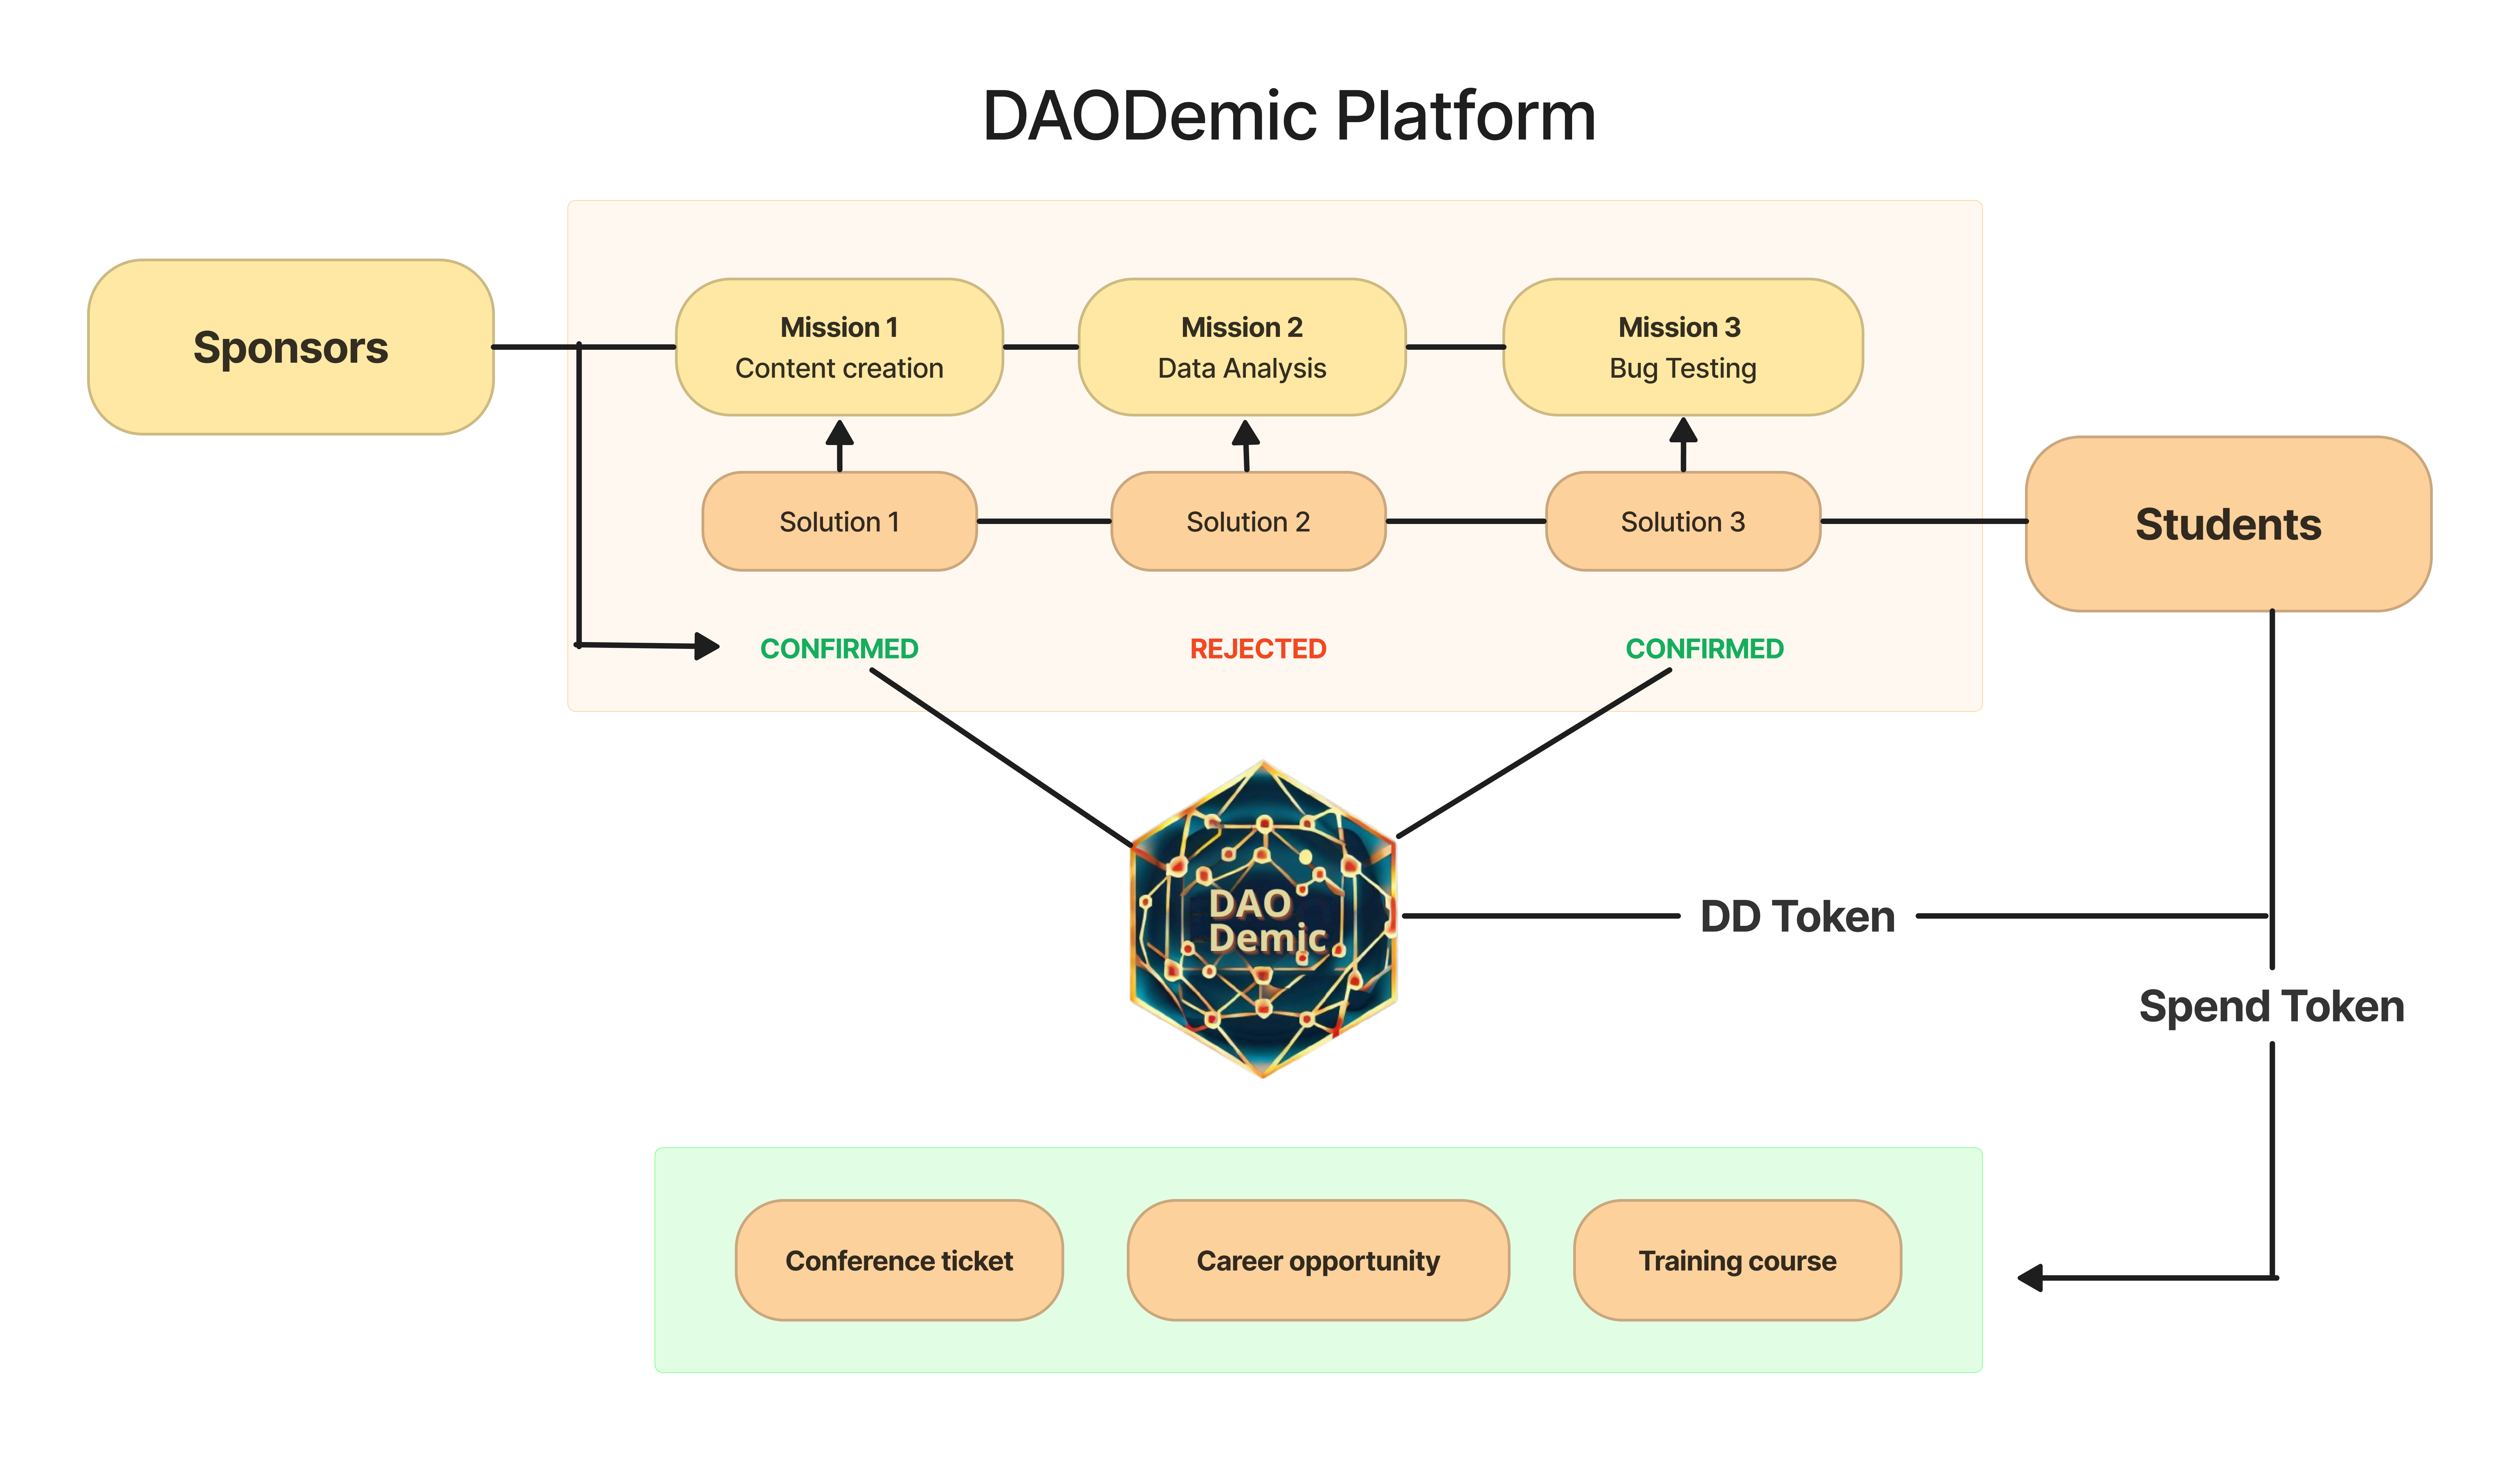 DAODemic Platform
Sponsors
Mission 1
Content creation
Mission 2
Data Analysis
Mission 3
Bug Testing
Solution 1
Solution 2
Solution 3
Students
CONFIRMED
REJECTED
CONFIRMED
DAO
Demic
DD Token
Spend Token
Conference ticket
Career opportunity
Training course